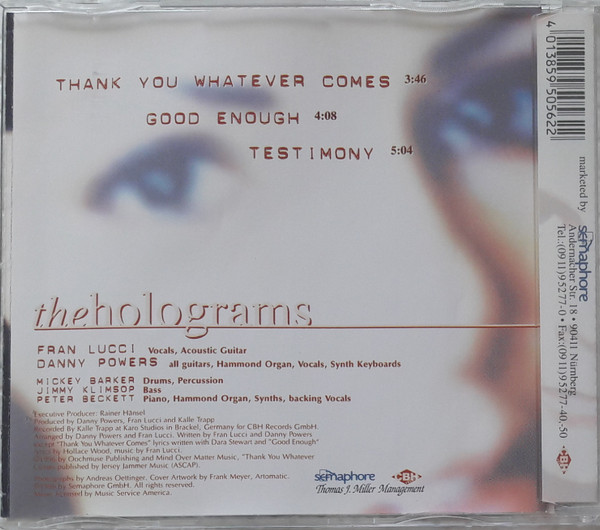 THANK YOU WHATEVER COMES 3:46
GOOD ENOUGH 4:08
TESTIMONY 5:04
theholograms
FRAN LUCCI Vocals, Acoustic Guitar
DANNY POWERS all guitars, Hammond Organ, Vocals, Synth Keyboards
MICKEY BARKER Drums, Percussion
JIMMY KLIMSOP Bass
PETER BECKETT Piano, Hammond Organ, Synths, backing Vocals
Executive Producer: Rainer Hänsel
Produced by Danny Powers, Fran Lucci and Kalle Trapp
Recorded By Kalle Trapp at Karo Studios in Brackel, Germany for CBH Records GmbH.
Arranged by Danny Powers and Fran Lucci. Written by Fran Lucci and Danny Powers
except "Thank You Whatever Comes" lyrics written with Dara Stewart and "Good Enough"
by Hollace Wood, music by Fran Lucci.
by Ouchmuse Publishing and Mind Over Matter Music, "Thank You Whatever
published by Jersey Jammer Music (ASCAP).
by Andreas Oettinger. Cover Artwork by Frank Meyer, Artomatic.
by Semaphore GmbH. All rights reserved.
by Music Service America.
semaphore CBH
Thomas J. Miller Management
4 013859 505622
marketed by
semaphore
Andernacher Str. 18 • 90411 Nürnberg
Tel.:(0911)95277-0 • Fax:(0911)95277-40,-50